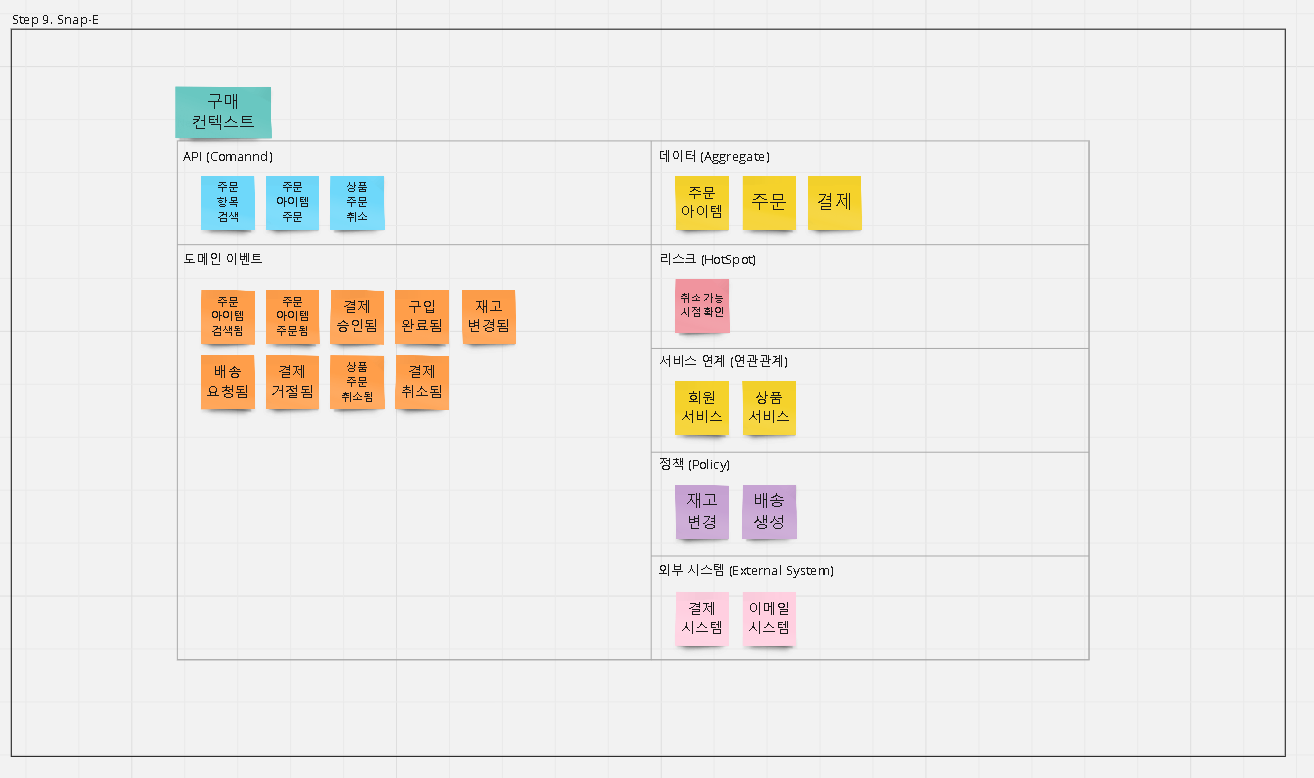 Step 9. Snap-E
구매
컨텍스트
API (Comannd)
주문
항목
검색
주문
아이템
주문
상품
주문
취소
도메인 이벤트
주문
아이템
검색됨
주문
아이템
주문됨
결제
승인됨
구입
완료됨
재고
변경됨
배송
요청됨
결제
거절됨
상품
주문
취소됨
결제
취소됨
데이터 (Aggregate)
주문
아이템
주문
결제
리스크 (HotSpot)
취소 가능
시점 확인
서비스 연계 (연관관계)
회원
서비스
상품
서비스
정책 (Policy)
재고
변경
배송
생성
외부 시스템 (External System)
결제
시스템
이메일
시스템